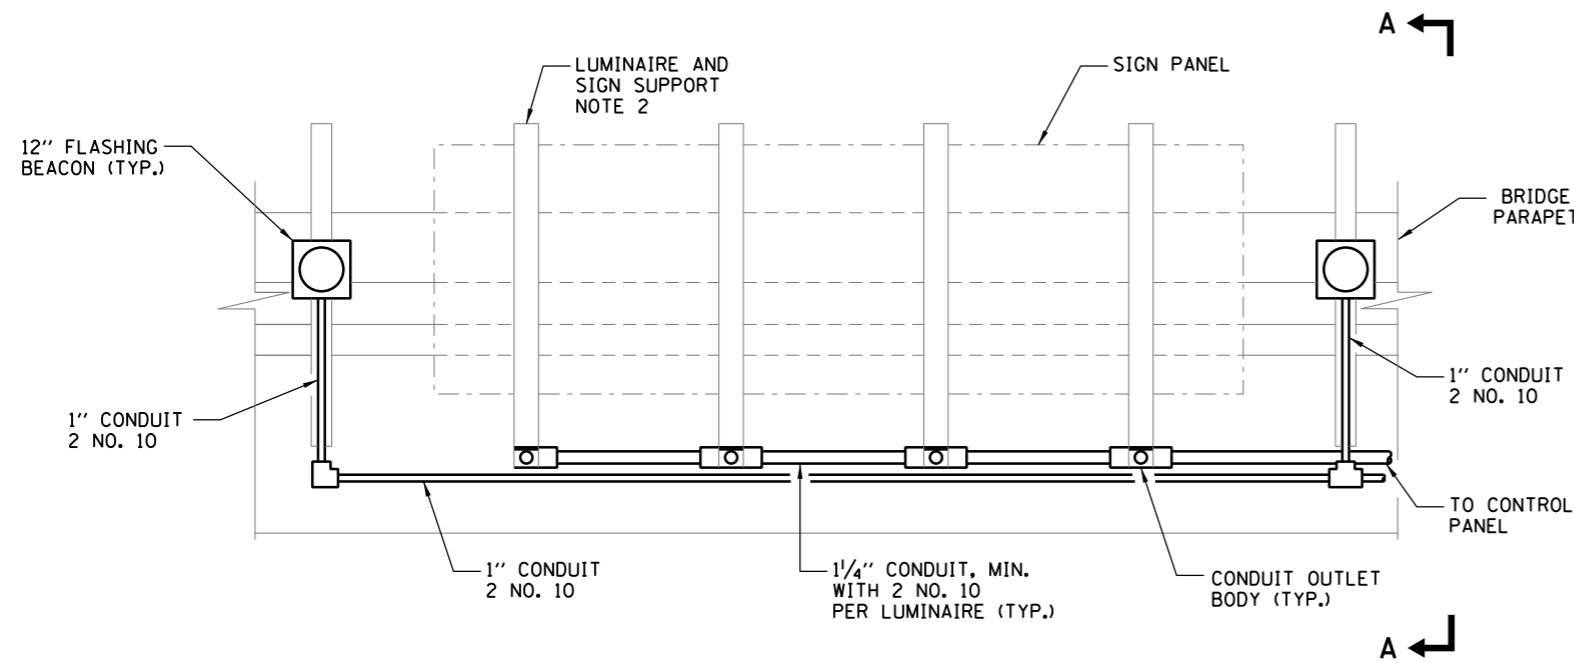 A
LUMINAIRE AND
SIGN SUPPORT
NOTE 2
SIGN PANEL
12'' FLASHING
BEACON (TYP.)
BRIDGE
PARAPET
1'' CONDUIT
2 NO. 10
1'' CONDUIT
2 NO. 10
TO CONTROL
PANEL
1'' CONDUIT
2 NO. 10
1 1/4'' CONDUIT, MIN.
WITH 2 NO. 10
PER LUMINAIRE (TYP.)
CONDUIT OUTLET
BODY (TYP.)
A